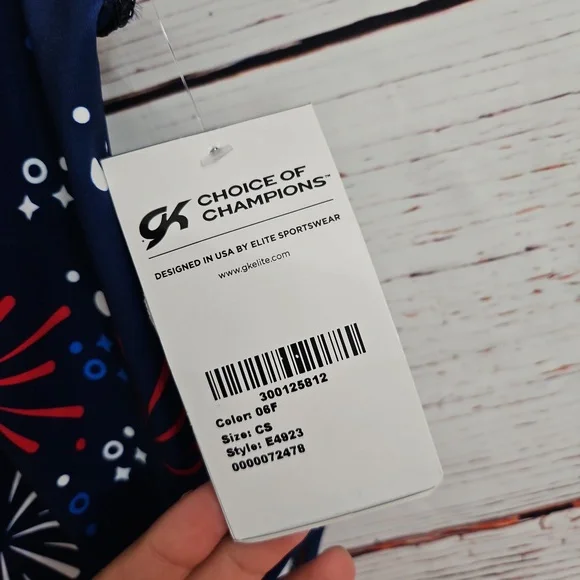 GK CHOICE OF
CHAMPIONS™
DESIGNED IN USA BY ELITE SPORTSWEAR
www.gkelite.com
300125812
Color: 06F
Size: CS
Style: E4923
0000072478